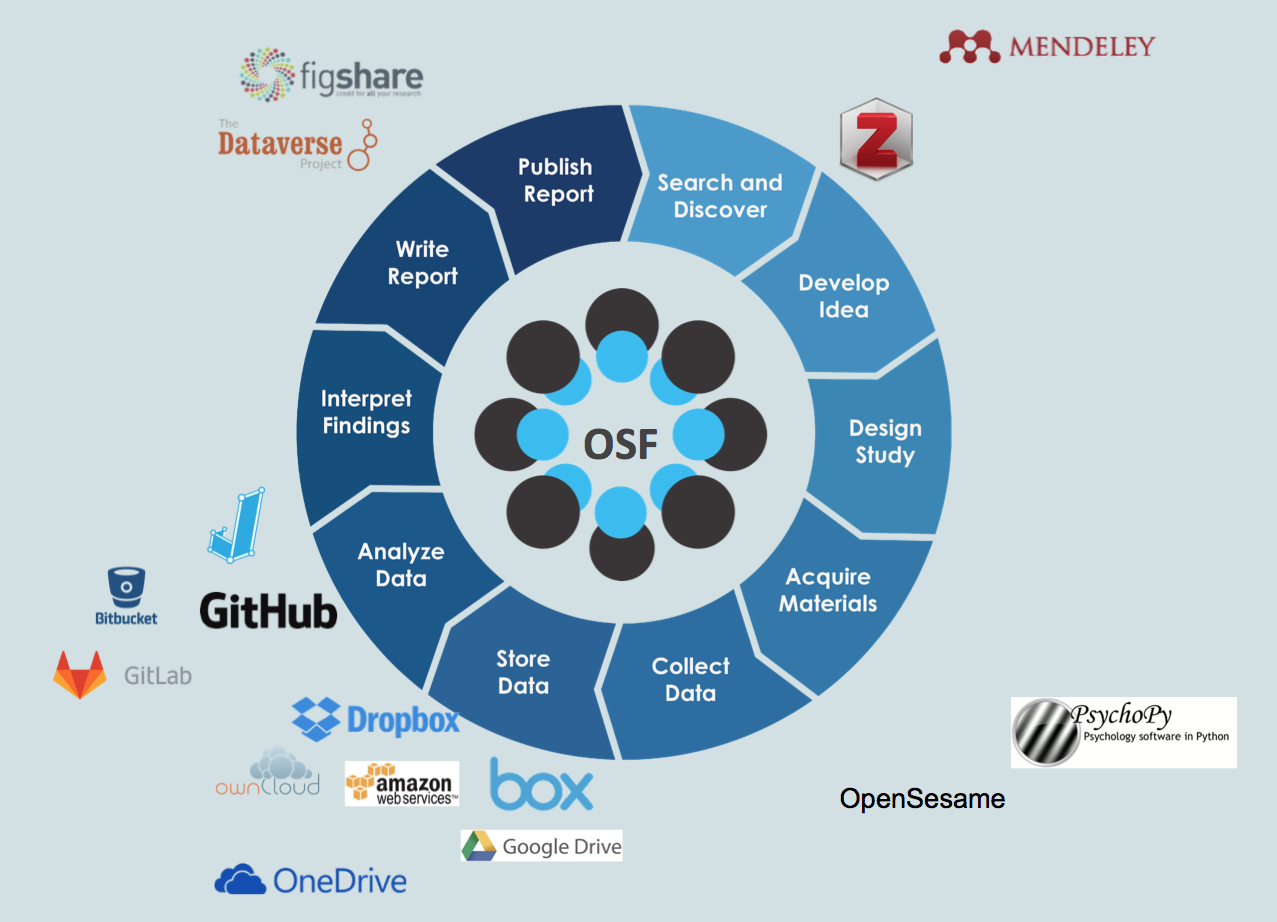 MENDELEY
figshare
credit for all your research
The
Dataverse
Project
Z
Publish
Report
Search and
Discover
Write
Report
Develop
Idea
Interpret
Findings
OSF
Design
Study
Analyze
Data
Acquire
Materials
Store
Data
Collect
Data
Bitbucket
GitHub
GitLab
Dropbox
ownCloud
amazon
web services™
box
Google Drive
OneDrive
PsychoPy
Psychology software in Python
OpenSesame